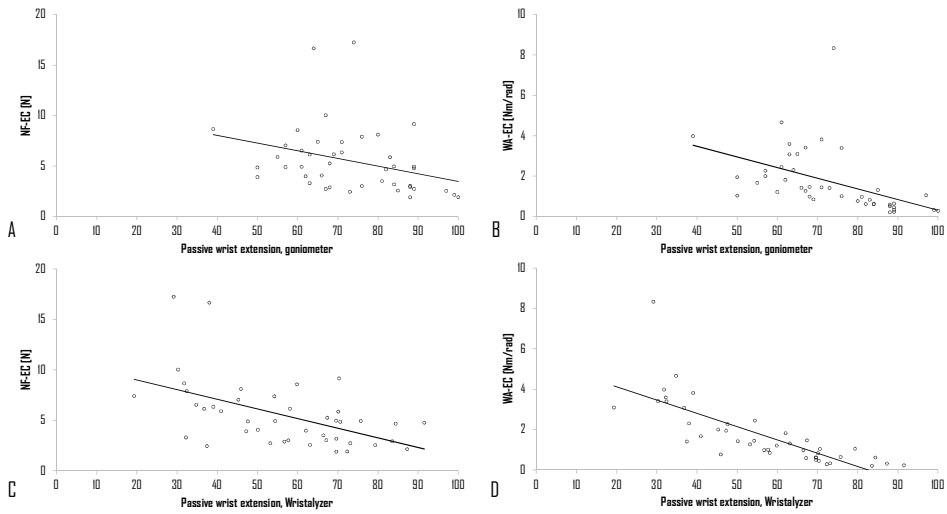 20
15
10
5
0
NF-EC [N]
0 10 20 30 40 50 60 70 80 90 100
A
Passive wrist extension, goniometer
10
8
6
4
2
0
WA-EC [Nm/rad]
0 10 20 30 40 50 60 70 80 90 100
B
Passive wrist extension, goniometer
20
15
10
5
0
NF-EC [N]
0 10 20 30 40 50 60 70 80 90 100
C
Passive wrist extension, Wristalyzer
10
8
6
4
2
0
WA-EC [Nm/rad]
0 10 20 30 40 50 60 70 80 90 100
D
Passive wrist extension, Wristalyzer